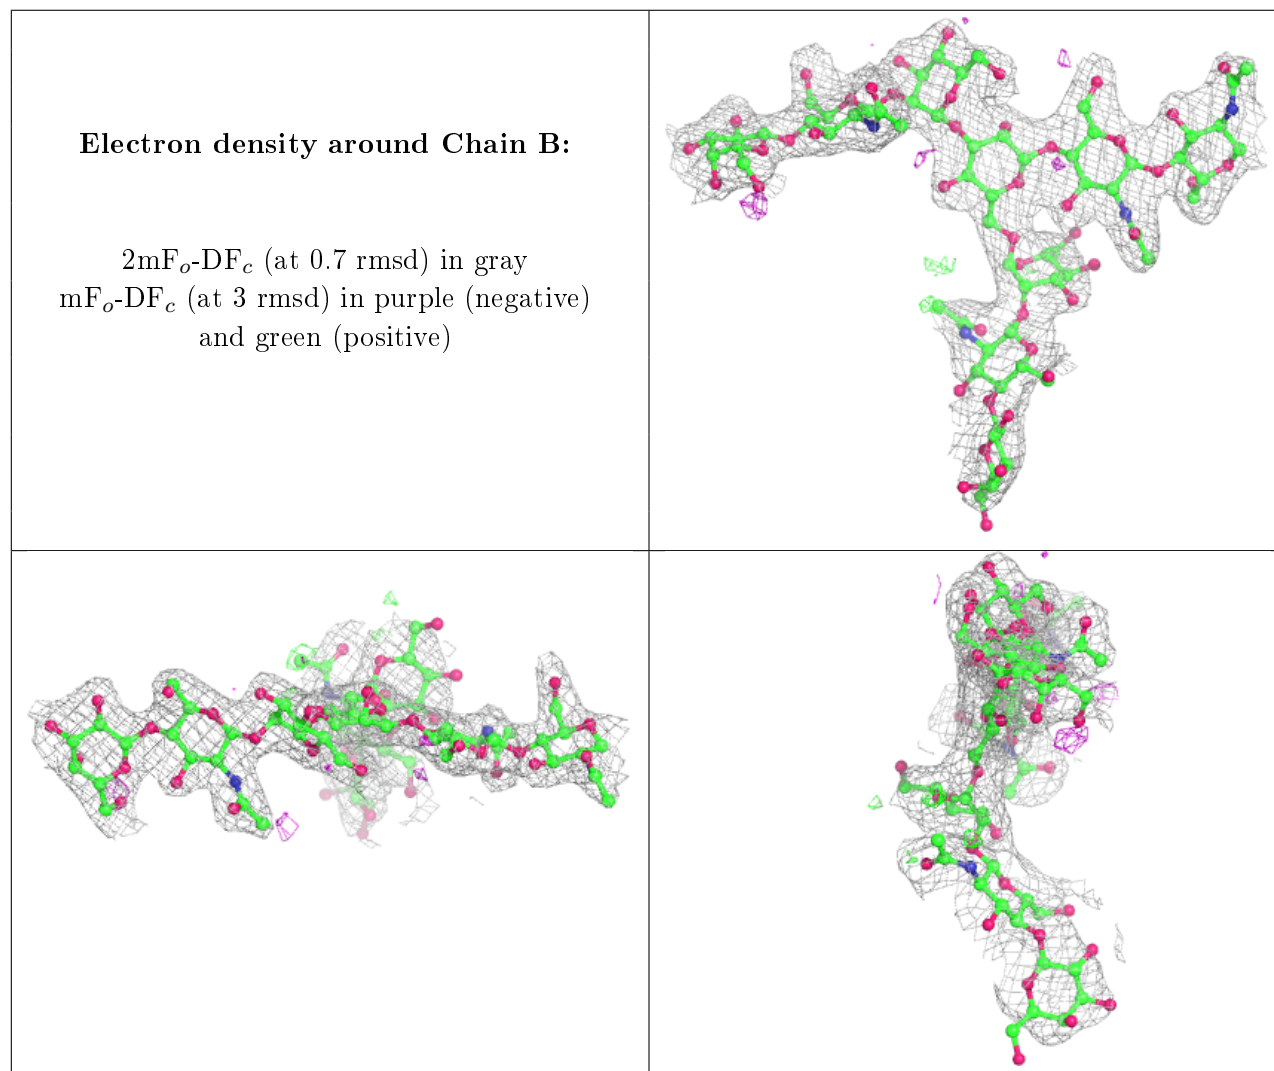 Electron density around Chain B:
2mFo-DFc (at 0.7 rmsd) in gray
mFo-DFc (at 3 rmsd) in purple (negative)
and green (positive)